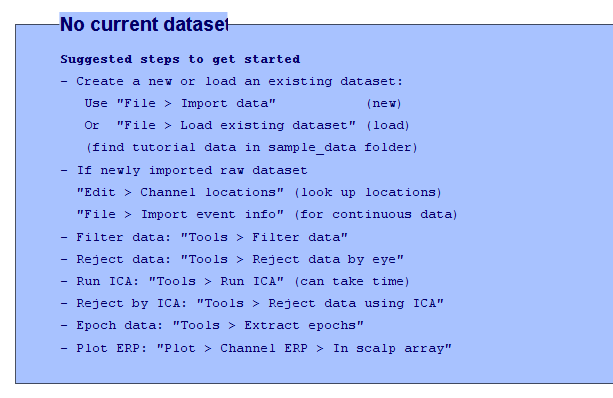 No current dataset
Suggested steps to get started
- Create a new or load an existing dataset:
Use "File > Import data" (new)
Or "File > Load existing dataset" (load)
(find tutorial data in sample_data folder)
- If newly imported raw dataset
"Edit > Channel locations" (look up locations)
"File > Import event info" (for continuous data)
- Filter data: "Tools > Filter data"
- Reject data: "Tools > Reject data by eye"
- Run ICA: "Tools > Run ICA" (can take time)
- Reject by ICA: "Tools > Reject data using ICA"
- Epoch data: "Tools > Extract epochs"
- Plot ERP: "Plot > Channel ERP > In scalp array"